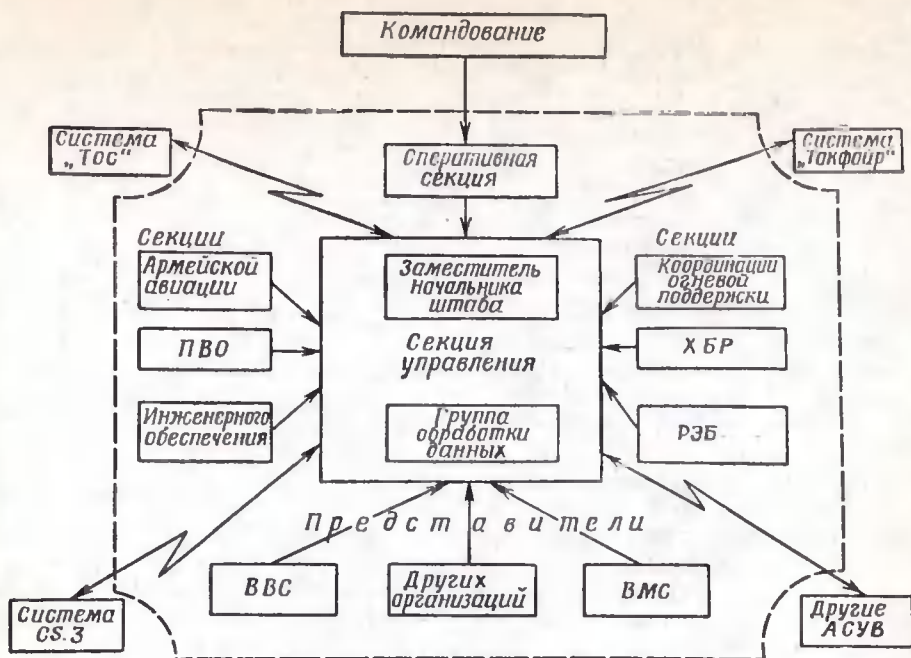 Командование
Система
„Тос“
Оперативная
секция
Система
„Такфайр“
Секции
Армейской
авиации
ПВО
Инженерного
обеспечения
Заместитель
начальника
штаба
Секция
управления
Группа
обработки
данных
Секции
Координации
огневой
поддержки
ХБР
РЭБ
Представители
ВВС
Других
организаций
ВМС
Система
CS.3
Другие
АСУВ